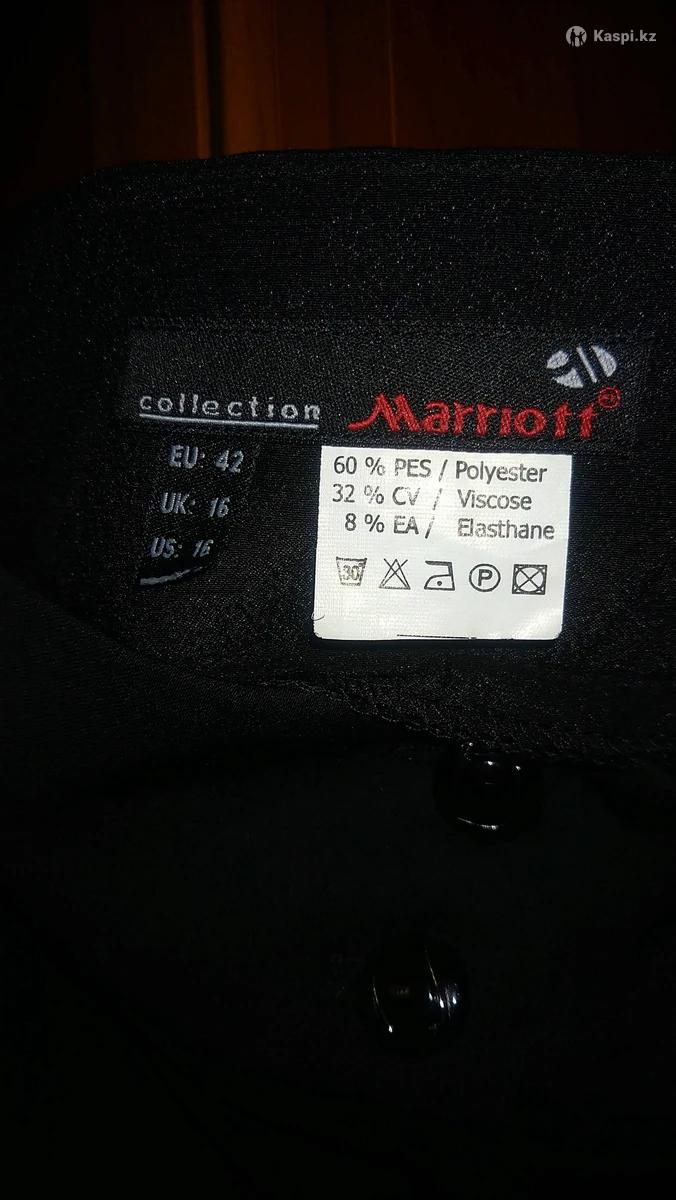 Kaspi.kz
collection Marriott®
EU: 42
UK: 16
US: 16
60 % PES / Polyester
32 % CV / Viscose
8 % EA / Elasthane
30
P